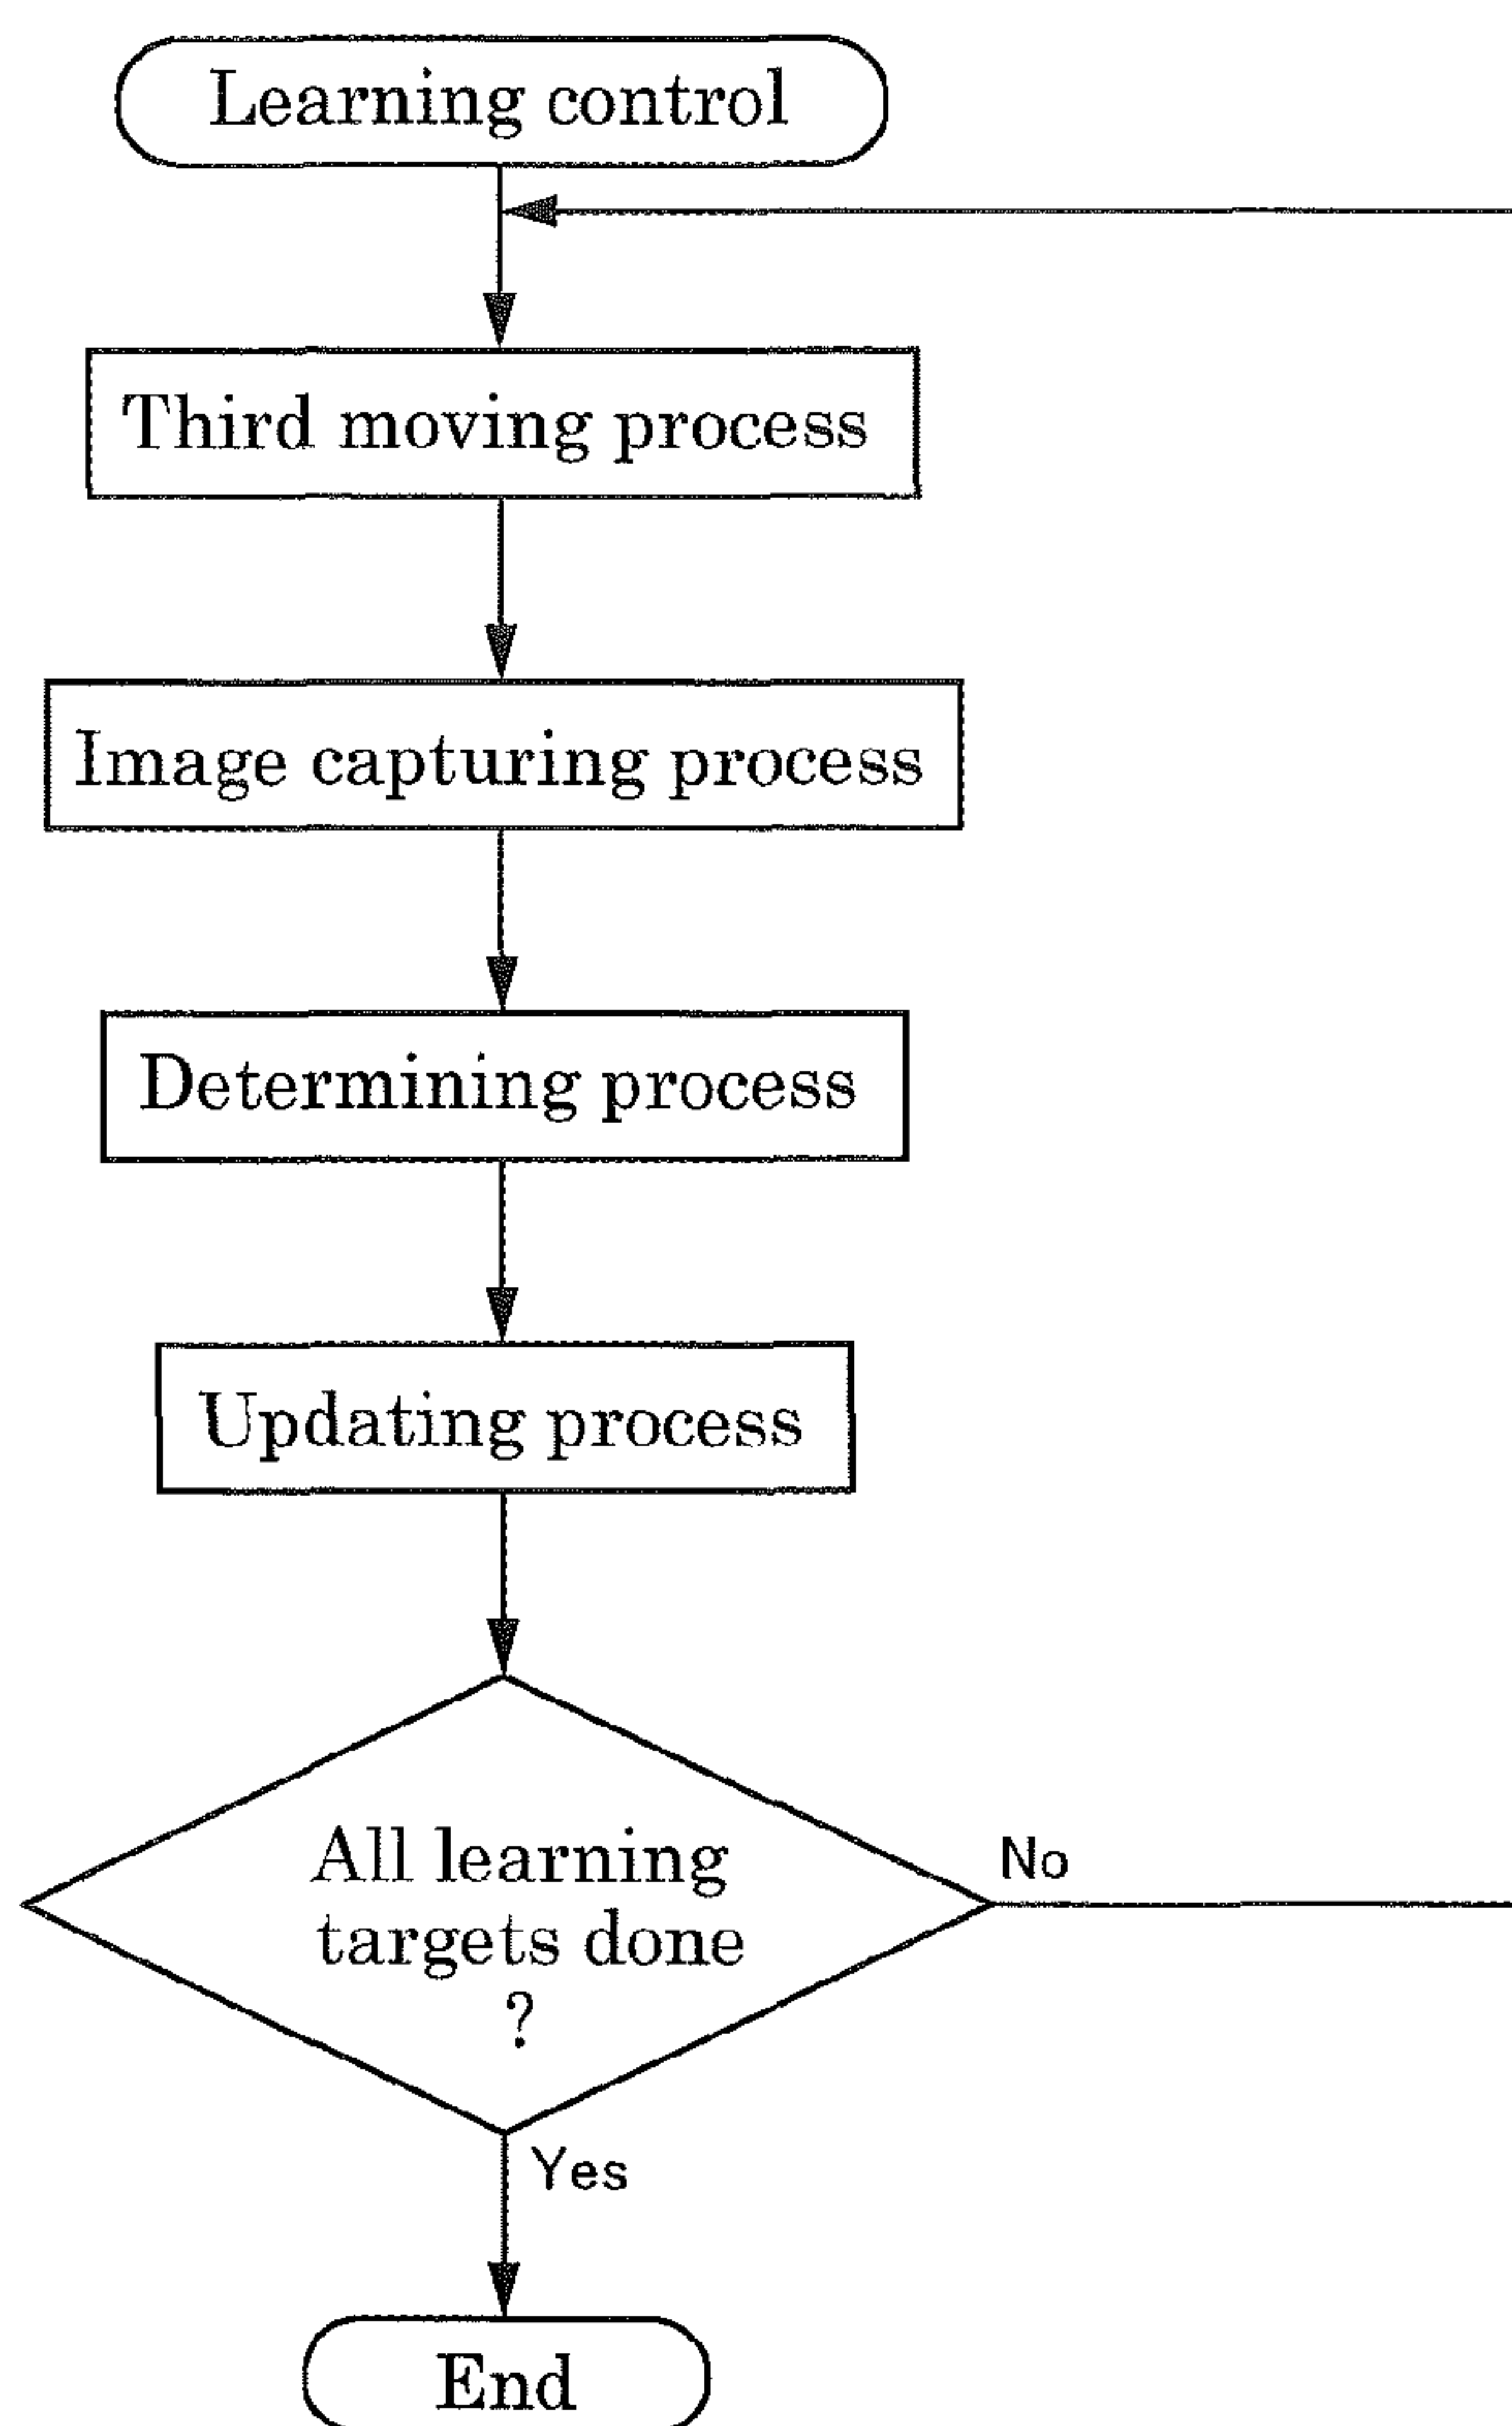 Learning control
Third moving process
Image capturing process
Determining process
Updating process
All learning
targets done
?
No
Yes
End